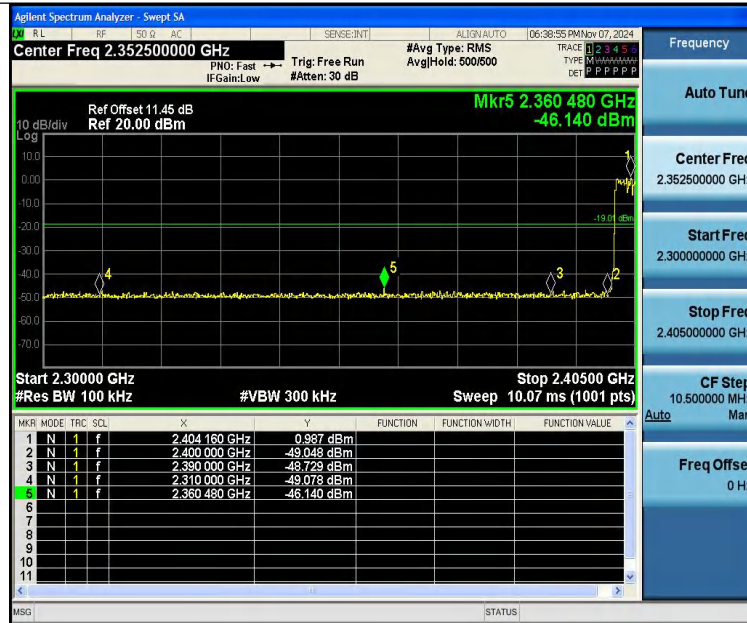 Agilent Spectrum Analyzer - Swept SA
LXI RL RF 50 Ω AC SENSE:INT ALIGN AUTO 06:38:55 PM Nov 07, 2024
Center Freq 2.352500000 GHz
PNO: Fast
IFGain:Low
Trig: Free Run
#Atten: 30 dB
#Avg Type: RMS
Avg|Hold: 500/500
TRACE 1 2 3 4 5 6
TYPE M
DET P P P P P P
Ref Offset 11.45 dB
10 dB/div Ref 20.00 dBm
Log
Mkr5 2.360 480 GHz
-46.140 dBm
10.0
0.00
-10.0
-20.0
-30.0
-40.0
-50.0
-60.0
-70.0
-19.01 dBm
1
4
5
3
2
Start 2.30000 GHz Stop 2.40500 GHz
#Res BW 100 kHz #VBW 300 kHz Sweep 10.07 ms (1001 pts)
MKR MODE TRC SCL X Y FUNCTION FUNCTION WIDTH FUNCTION VALUE
1 N 1 f 2.404 160 GHz 0.987 dBm
2 N 1 f 2.400 000 GHz -49.048 dBm
3 N 1 f 2.390 000 GHz -48.729 dBm
4 N 1 f 2.310 000 GHz -49.078 dBm
5 N 1 f 2.360 480 GHz -46.140 dBm
6
7
8
9
10
11
MSG STATUS
Frequency
Auto Tune
Center Freq
2.352500000 GHz
Start Freq
2.300000000 GHz
Stop Freq
2.405000000 GHz
CF Step
10.500000 MHz
Auto Man
Freq Offset
0 Hz